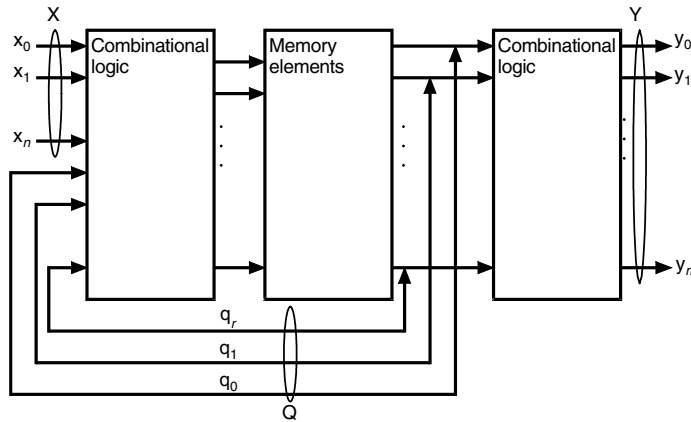 X
Y
x0
x1
xn
Combinational
logic
Memory
elements
Combinational
logic
y0
y1
yn
qr
q1
q0
Q